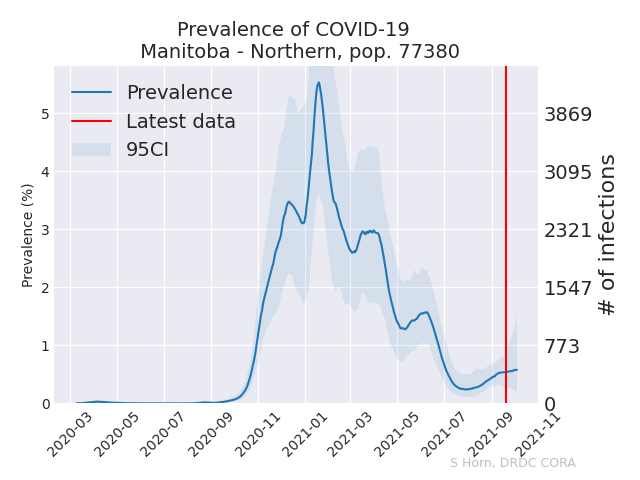 Prevalence of COVID-19
Manitoba - Northern, pop. 77380
Prevalence
Latest data
95CI
Prevalence (%)
5
4
3
2
1
0
3869
3095
2321
1547
773
0
# of infections
2020-03
2020-05
2020-07
2020-09
2020-11
2021-01
2021-03
2021-05
2021-07
2021-09
2021-11
S Horn, DRDC CORA